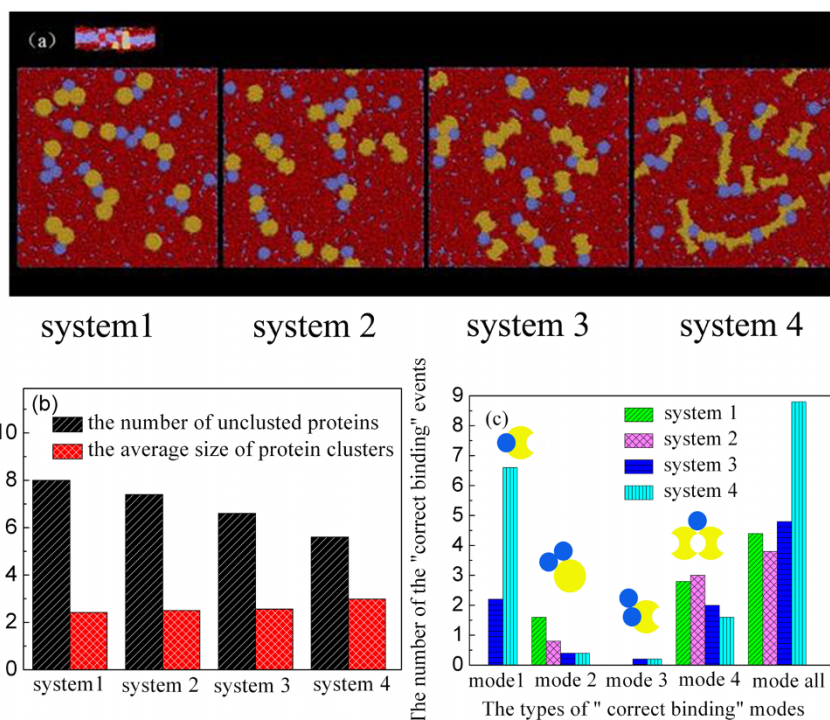 (a)
system1
system 2
system 3
system 4
(b)
the number of unclusted proteins
the average size of protein clusters
10
8
6
4
2
0
system1
system 2
system 3
system 4
The number of the "correct binding" events
(c)
system 1
system 2
system 3
system 4
9
8
7
6
5
4
3
2
1
0
mode1
mode 2
mode 3
mode 4
mode all
The types of " correct binding" modes